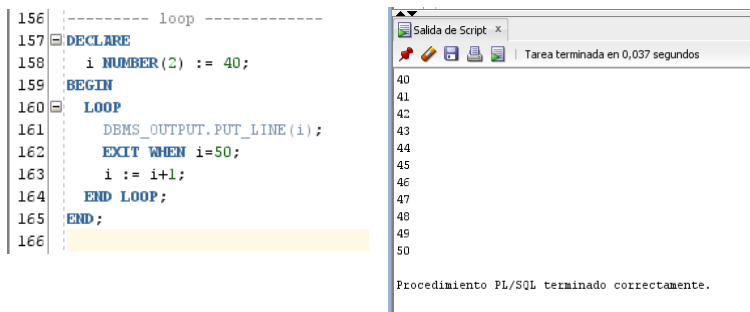 156 --------- loop -------------
157 DECLARE
158 i NUMBER(2) := 40;
159 BEGIN
160 LOOP
161 DBMS_OUTPUT.PUT_LINE(i);
162 EXIT WHEN i=50;
163 i := i+1;
164 END LOOP;
165 END;
166
Salida de Script x
Tarea terminada en 0,037 segundos
40
41
42
43
44
45
46
47
48
49
50
Procedimiento PL/SQL terminado correctamente.